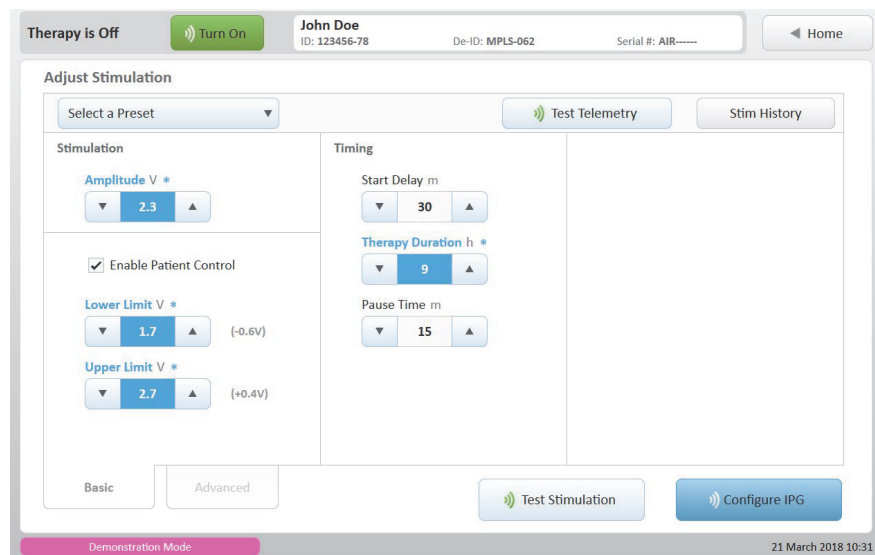 Therapy is Off
Turn On
John Doe
ID: 123456-78 De-ID: MPLS-062 Serial #: AIR------
Home
Adjust Stimulation
Select a Preset
Test Telemetry
Stim History
Stimulation
Amplitude V *
2.3
Enable Patient Control
Lower Limit V *
1.7 (-0.6V)
Upper Limit V *
2.7 (+0.4V)
Timing
Start Delay m
30
Therapy Duration h *
9
Pause Time m
15
Basic
Advanced
Test Stimulation
Configure IPG
Demonstration Mode
21 March 2018 10:31